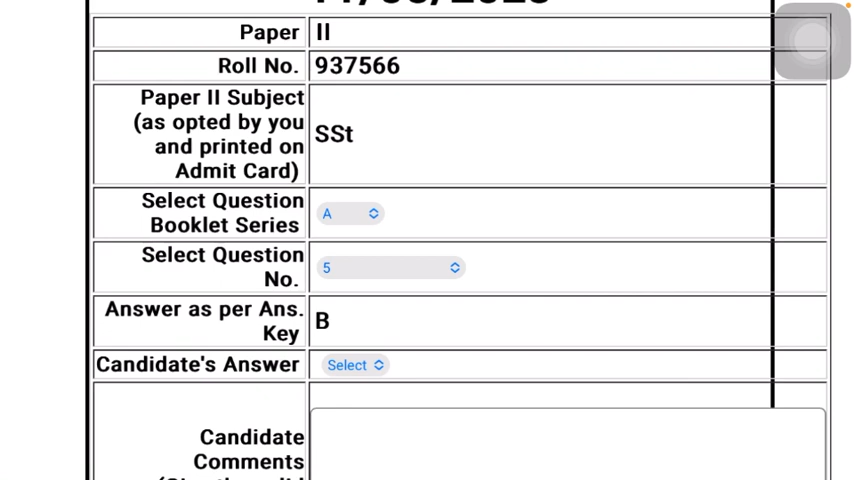 Paper II
Roll No. 937566
Paper II Subject
(as opted by you
and printed on
Admit Card)
SSt
Select Question
Booklet Series
A
Select Question
No.
5
Answer as per Ans.
Key
B
Candidate's Answer Select
Candidate
Comments